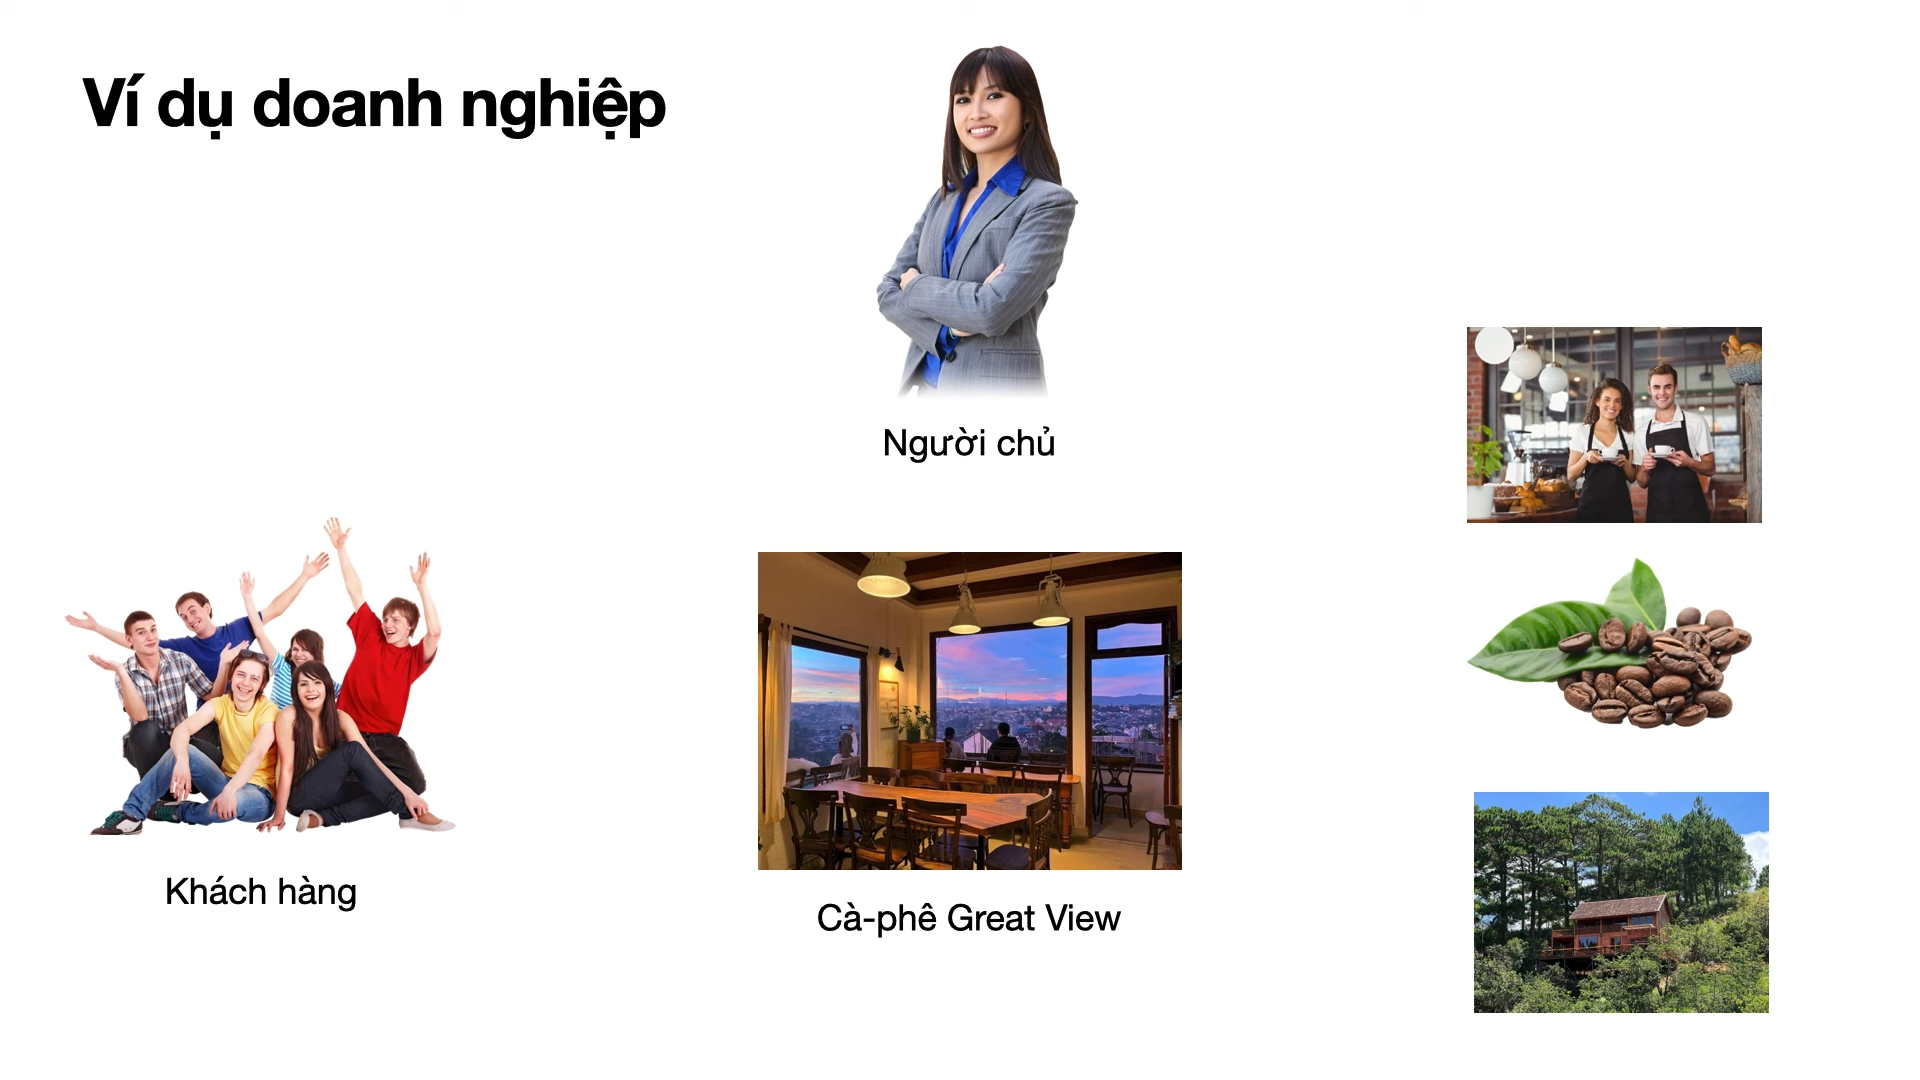 Ví dụ doanh nghiệp
Người chủ
Khách hàng
Cà-phê Great View